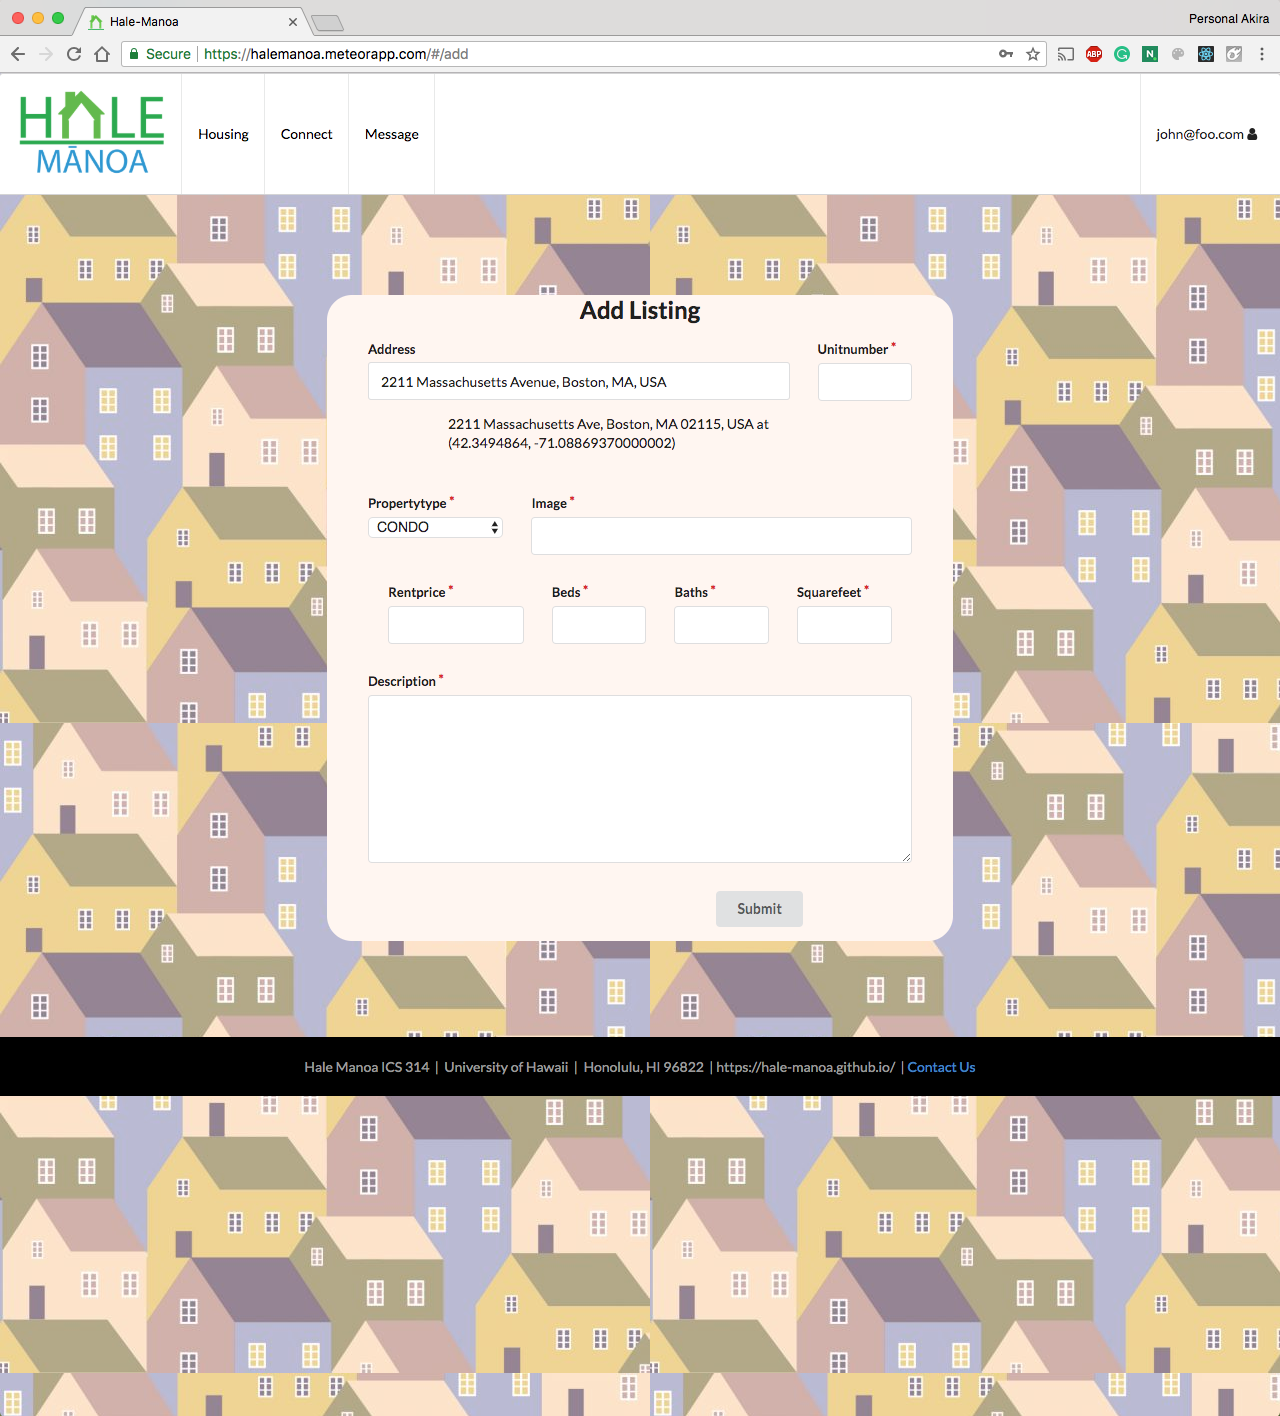 Hale-Manoa
Personal Akira
Secure https://halemanoa.meteorapp.com/#/add
ABP
N
HALE
MĀNOA
Housing
Connect
Message
john@foo.com
Add Listing
Address
Unitnumber *
2211 Massachusetts Avenue, Boston, MA, USA
2211 Massachusetts Ave, Boston, MA 02115, USA at
(42.3494864, -71.08869370000002)
Propertytype *
Image *
CONDO
Rentprice *
Beds *
Baths *
Squarefeet *
Description *
Submit
Hale Manoa ICS 314 | University of Hawaii | Honolulu, HI 96822 | https://hale-manoa.github.io/ | Contact Us